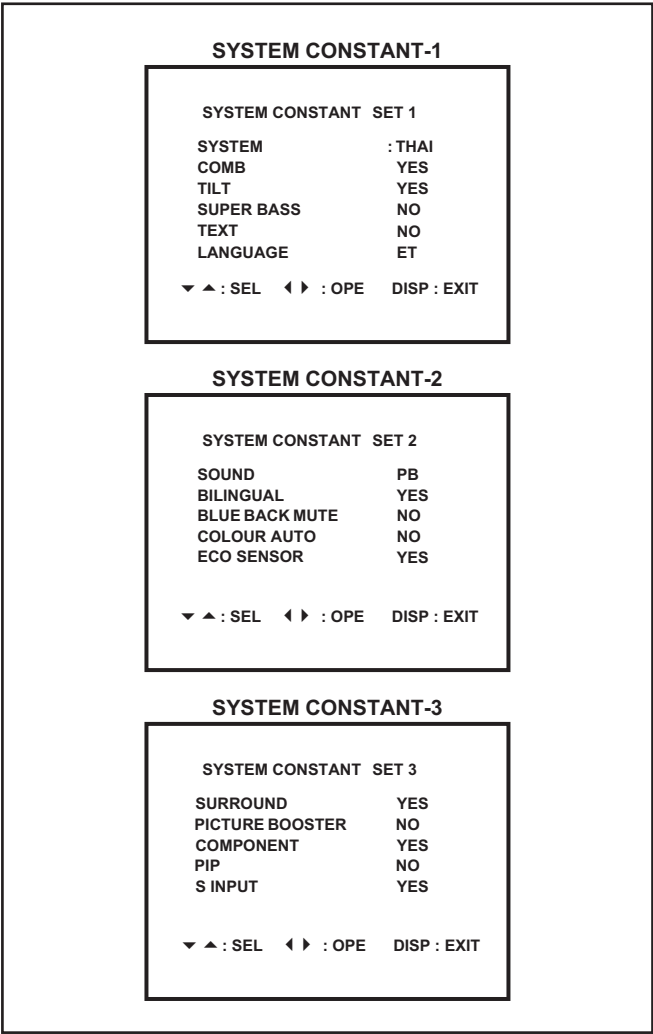 SYSTEM CONSTANT-1
SYSTEM CONSTANT SET 1
SYSTEM : THAI
COMB YES
TILT YES
SUPER BASS NO
TEXT NO
LANGUAGE ET
▼ ▲ : SEL ◀ ▶ : OPE DISP : EXIT
SYSTEM CONSTANT-2
SYSTEM CONSTANT SET 2
SOUND PB
BILINGUAL YES
BLUE BACK MUTE NO
COLOUR AUTO NO
ECO SENSOR YES
▼ ▲ : SEL ◀ ▶ : OPE DISP : EXIT
SYSTEM CONSTANT-3
SYSTEM CONSTANT SET 3
SURROUND YES
PICTURE BOOSTER NO
COMPONENT YES
PIP NO
S INPUT YES
▼ ▲ : SEL ◀ ▶ : OPE DISP : EXIT